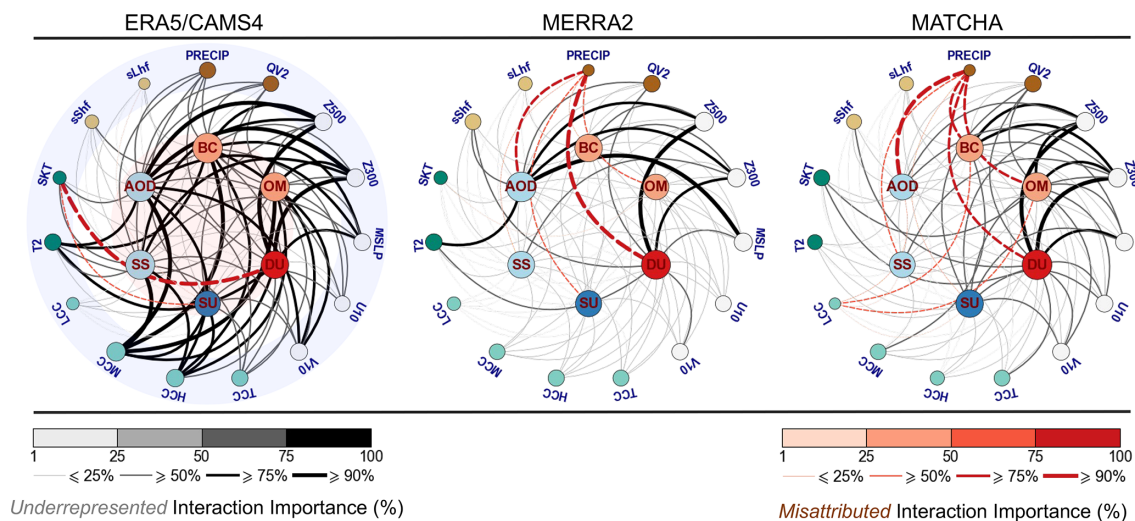 ERA5/CAMS4 MERRA2 MATCHA
PRECIP
QV2
Z500
Z300
MSLP
U10
V10
TCC
HCC
MCC
LCC
T2
SKT
sShf
sLhf
BC
OM
DU
SU
SS
AOD
PRECIP
QV2
Z500
Z300
MSLP
U10
V10
TCC
HCC
MCC
LCC
T2
SKT
sShf
sLhf
BC
OM
DU
SU
SS
AOD
PRECIP
QV2
Z500
Z300
MSLP
U10
V10
TCC
HCC
MCC
LCC
T2
SKT
sShf
sLhf
BC
OM
DU
SU
SS
AOD
1 25 50 75 100
⩽ 25% ⩾ 50% ⩾ 75% ⩾ 90%
Underrepresented Interaction Importance (%)
1 25 50 75 100
⩽ 25% ⩾ 50% ⩾ 75% ⩾ 90%
Misattributed Interaction Importance (%)